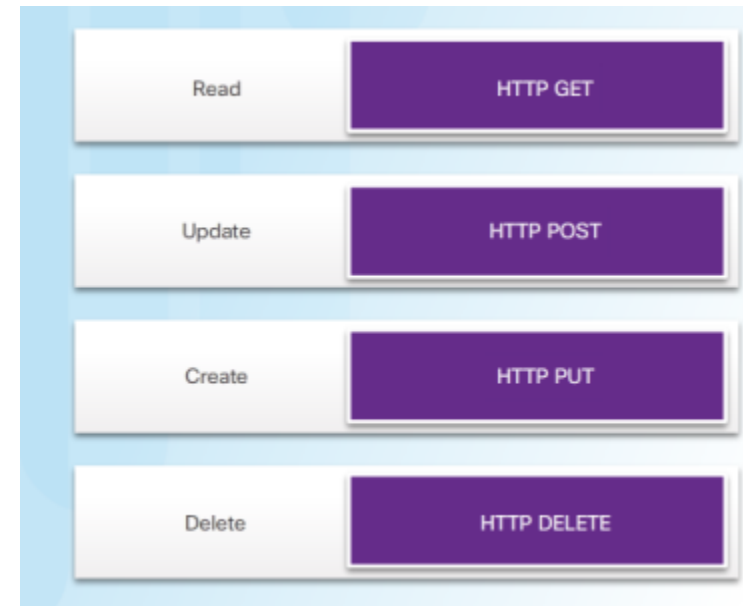 Read HTTP GET
Update HTTP POST
Create HTTP PUT
Delete HTTP DELETE